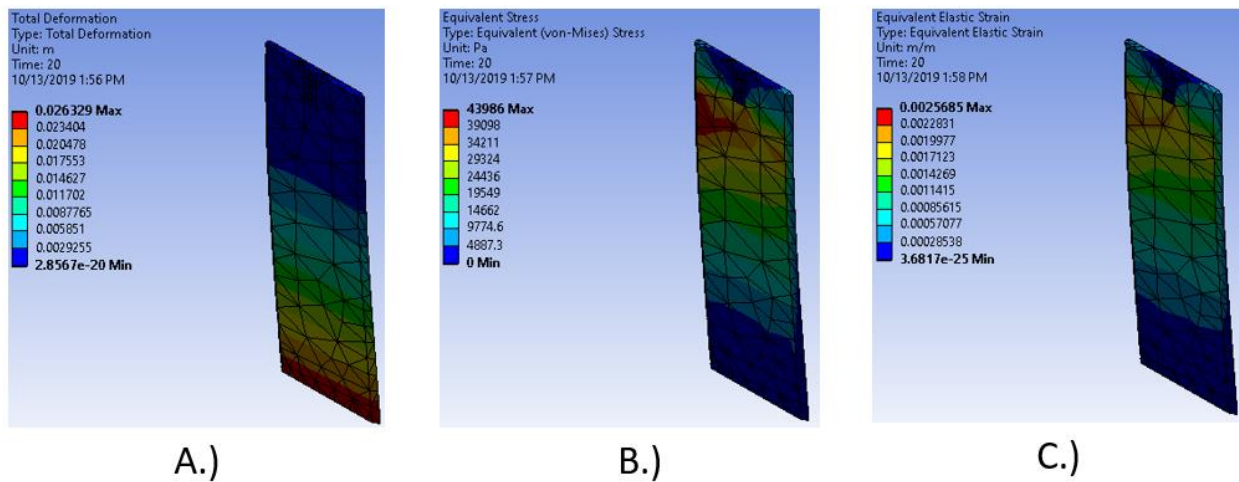 Total Deformation
Type: Total Deformation
Unit: m
Time: 20
10/13/2019 1:56 PM
0.026329 Max
0.023404
0.020478
0.017553
0.014627
0.011702
0.0087765
0.005851
0.0029255
2.8567e-20 Min
A.)
Equivalent Stress
Type: Equivalent (von-Mises) Stress
Unit: Pa
Time: 20
10/13/2019 1:57 PM
43986 Max
39098
34211
29324
24436
19549
14662
9774.6
4887.3
0 Min
B.)
Equivalent Elastic Strain
Type: Equivalent Elastic Strain
Unit: m/m
Time: 20
10/13/2019 1:58 PM
0.0025685 Max
0.0022831
0.0019977
0.0017123
0.0014269
0.0011415
0.00085615
0.00057077
0.00028538
3.6817e-25 Min
C.)